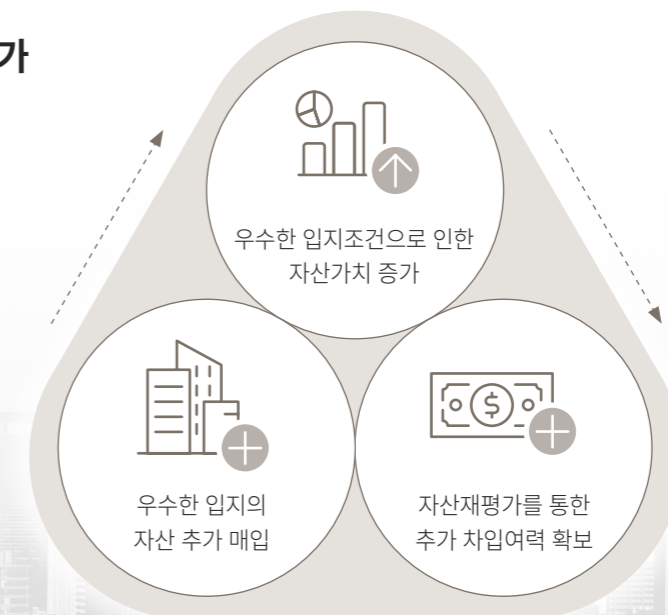 가
우수한 입지조건으로 인한
자산가치 증가
우수한 입지의
자산 추가 매입
자산재평가를 통한
추가 차입여력 확보